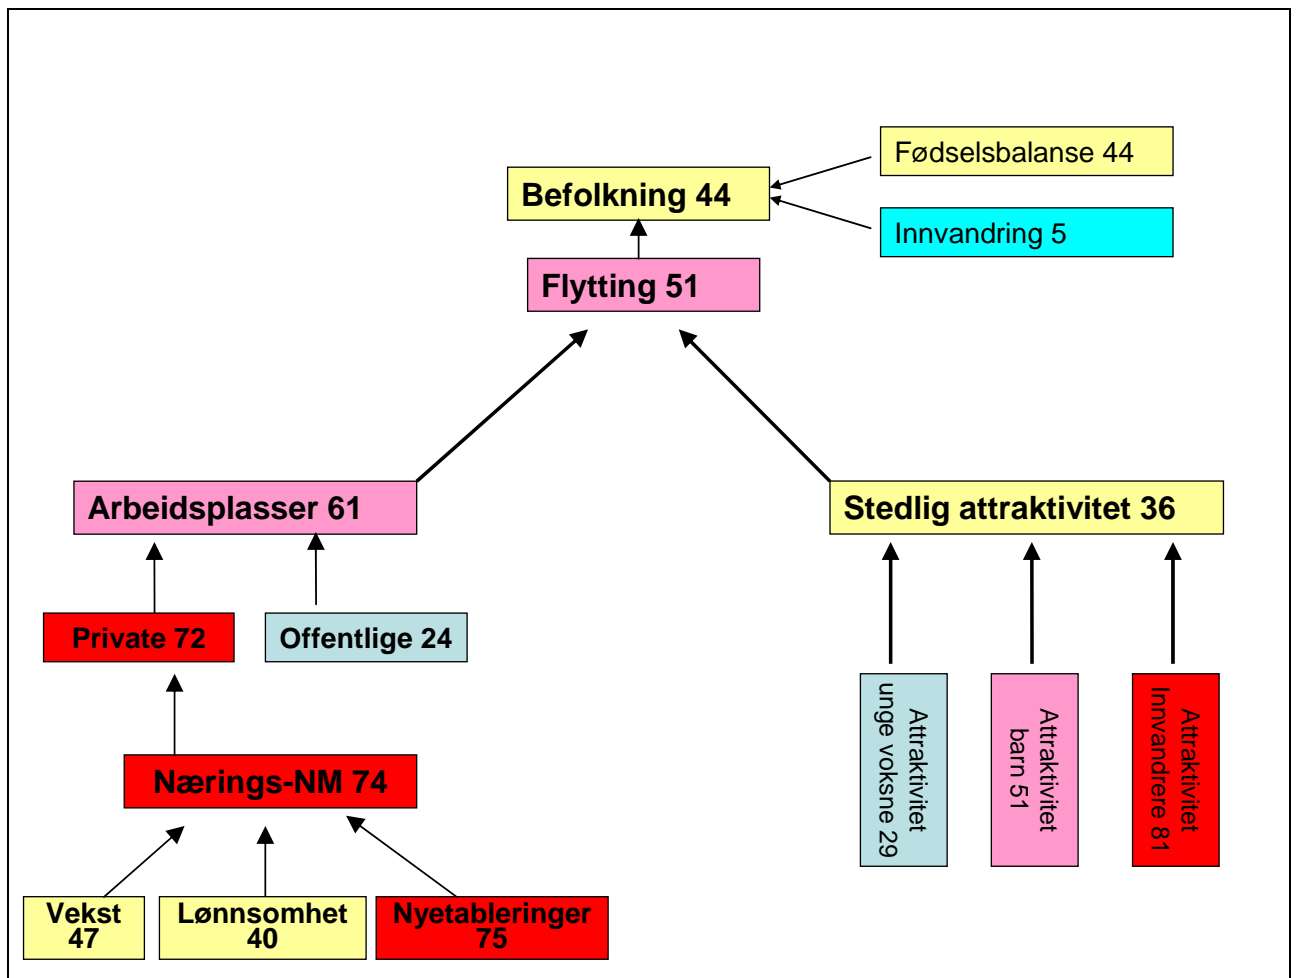 Fødselsbalanse 44
Befolkning 44
Innvandring 5
Flytting 51
Arbeidsplasser 61
Stedlig attraktivitet 36
Private 72
Offentlige 24
Attraktivitet
unge voksne 29
Attraktivitet
barn 51
Attraktivitet
Innvandrere 81
Nærings-NM 74
Vekst
47
Lønnsomhet
40
Nyetableringer
75